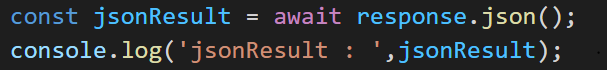 const jsonResult = await response.json();
console.log('jsonResult : ',jsonResult);